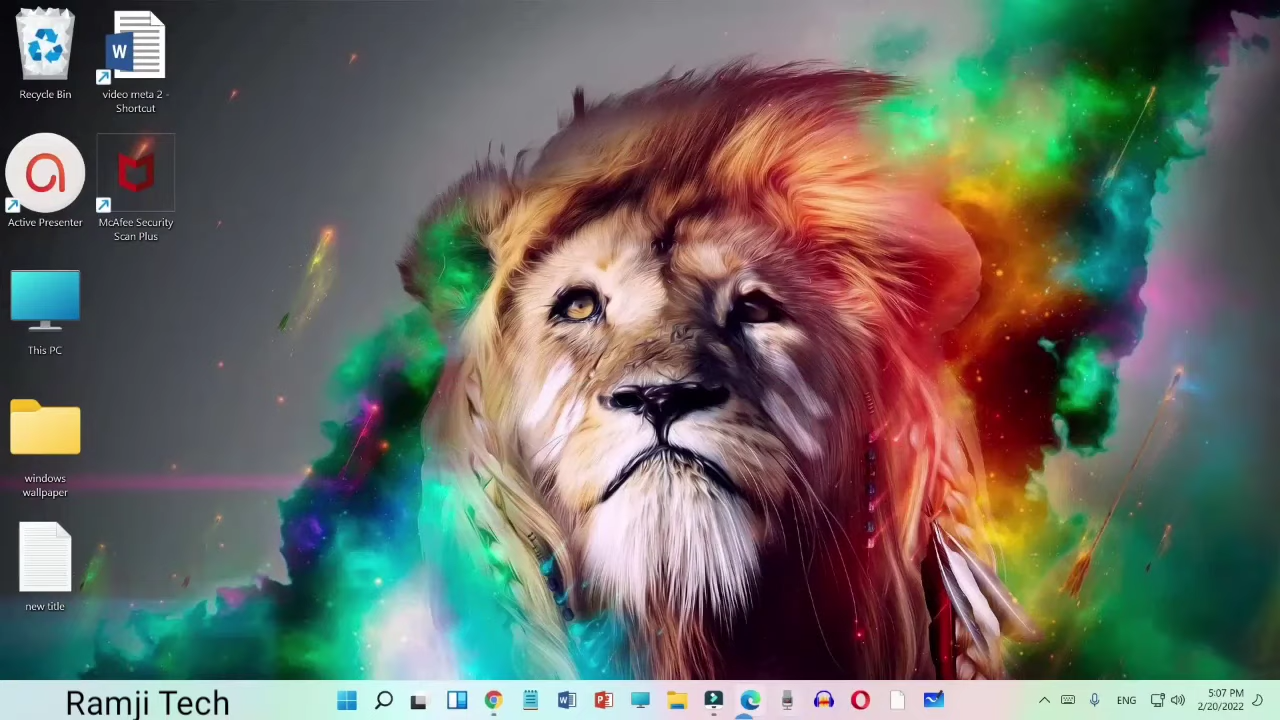 Recycle Bin
video meta 2 -
Shortcut
W
Active Presenter
McAfee Security
Scan Plus
This PC
windows
wallpaper
new title
Ramji Tech
ENG
5:07 PM
2/20/2022